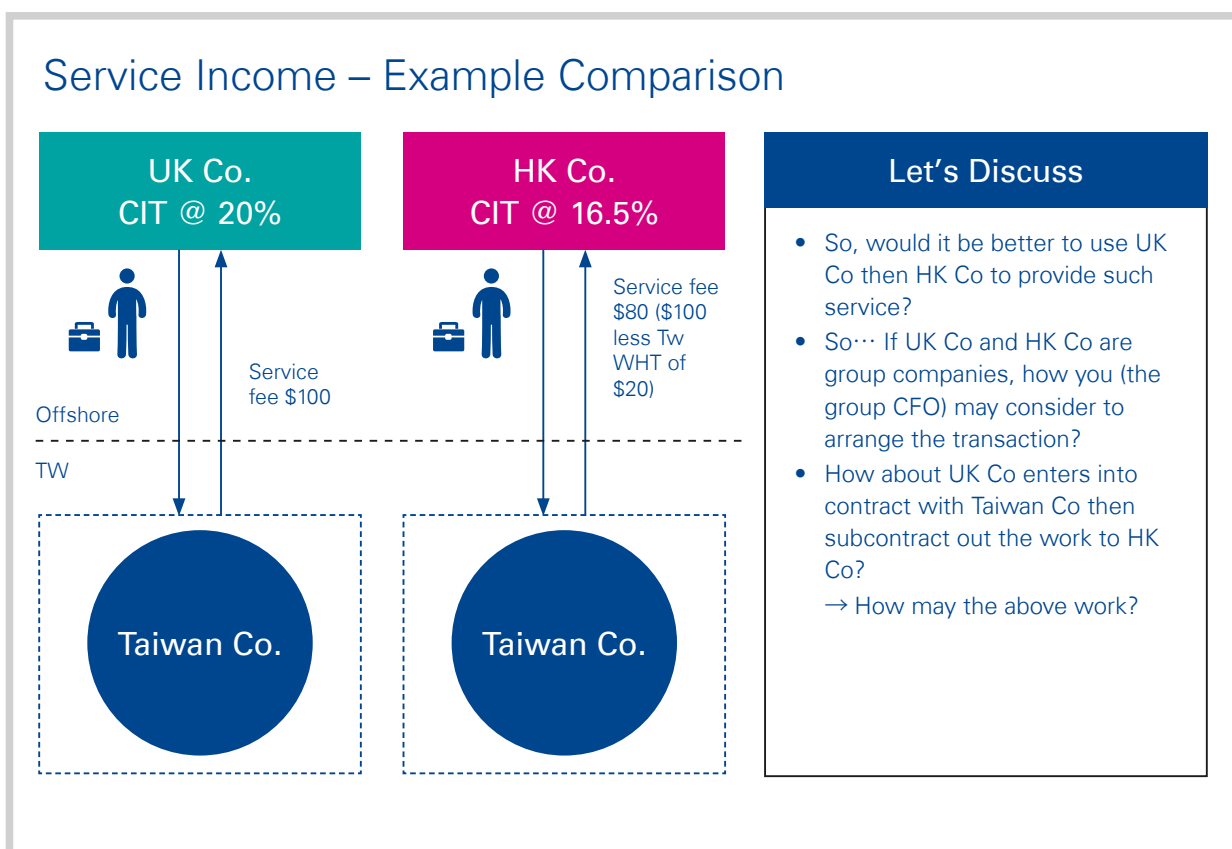 Service Income – Example Comparison
UK Co.
CIT @ 20%
Service
fee $100
Offshore
TW
Taiwan Co.
HK Co.
CIT @ 16.5%
Service fee
$80 ($100
less Tw
WHT of
$20)
Taiwan Co.
Let’s Discuss
• So, would it be better to use UK
Co then HK Co to provide such
service?
• So… If UK Co and HK Co are
group companies, how you (the
group CFO) may consider to
arrange the transaction?
• How about UK Co enters into
contract with Taiwan Co then
subcontract out the work to HK
Co?
→ How may the above work?